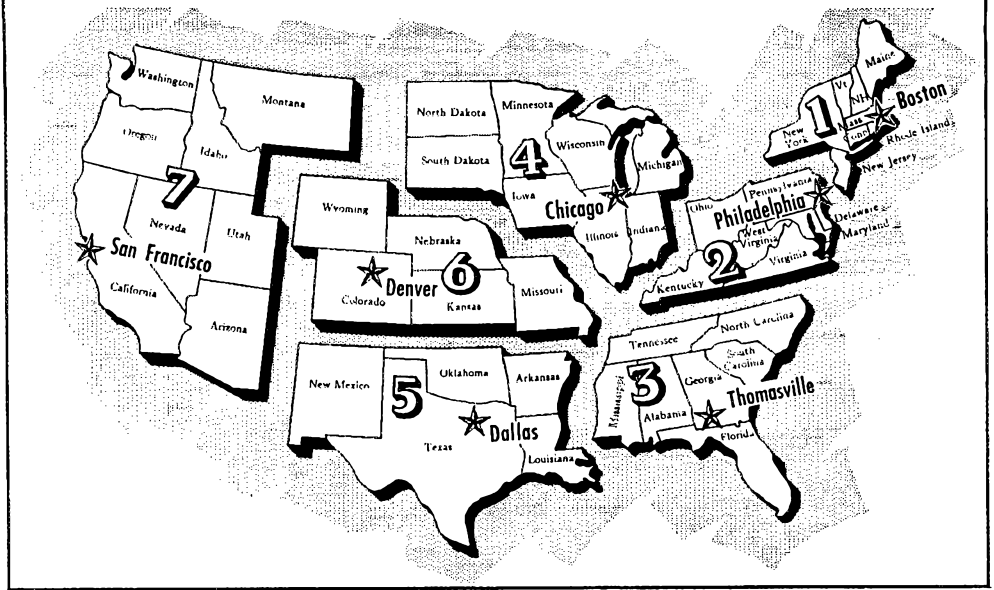 7
Washington
Montana
Oregon
Idaho
Nevada
Utah
San Francisco
California
Arizona
6
Wyoming
Nebraska
Denver
Colorado
Kansas
Missouri
5
New Mexico
Oklahoma
Arkansas
Dallas
Texas
Louisiana
4
North Dakota
Minnesota
South Dakota
Wisconsin
Michigan
Iowa
Chicago
Illinois
Indiana
1
Maine
Vt
NH
Boston
New
York
Mass
Conn
Rhode Island
New Jersey
2
Ohio
Pennsylvania
Philadelphia
Delaware
Maryland
West
Virginia
Virginia
Kentucky
3
Tennessee
North Carolina
South
Carolina
Mississippi
Georgia
Thomasville
Alabama
Florida